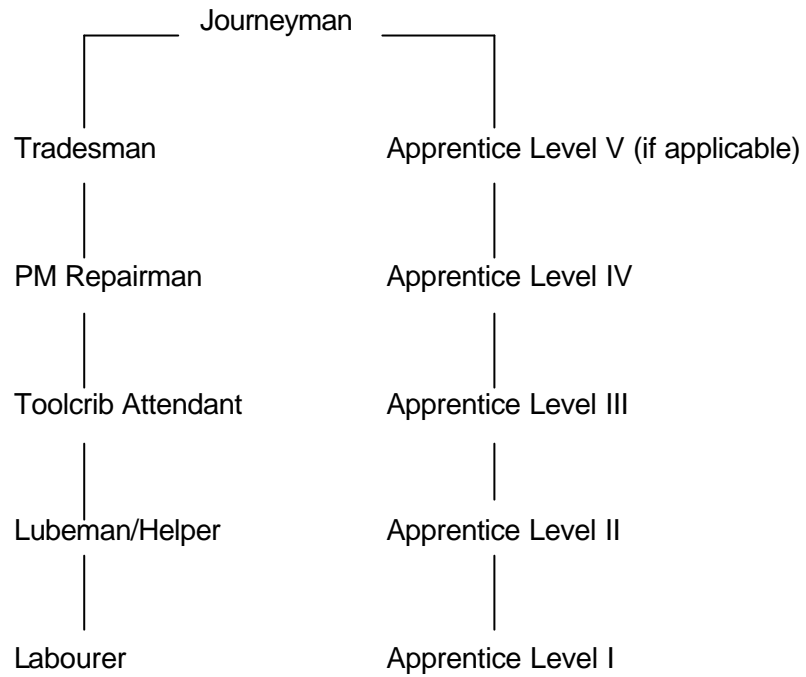 Journeyman
Tradesman Apprentice Level V (if applicable)
PM Repairman Apprentice Level IV
Toolcrib Attendant Apprentice Level III
Lubeman/Helper Apprentice Level II
Labourer Apprentice Level I